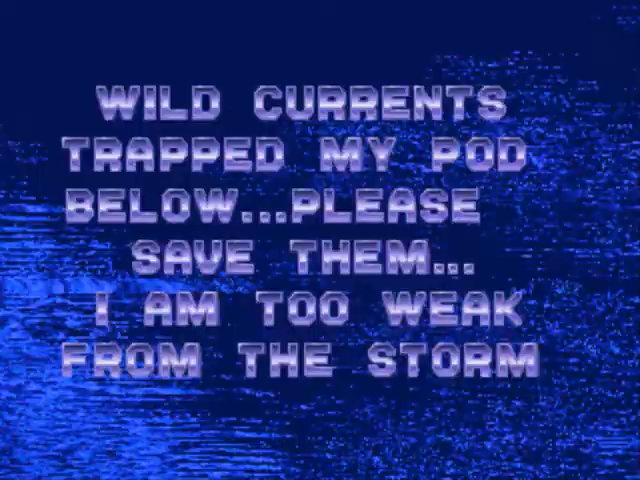 WILD CURRENTS
TRAPPED MY POD
BELOW...PLEASE
SAVE THEM...
I AM TOO WEAK
FROM THE STORM